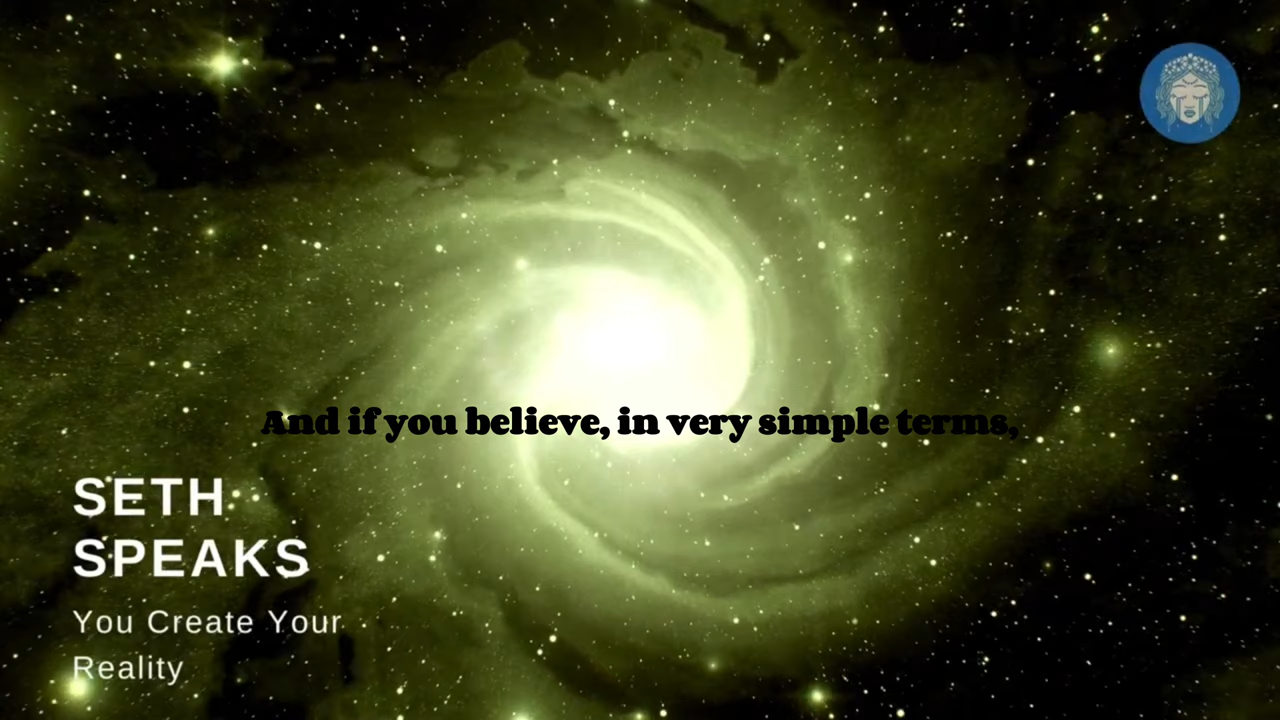 And if you believe, in very simple terms,
SETH
SPEAKS
You Create Your
Reality